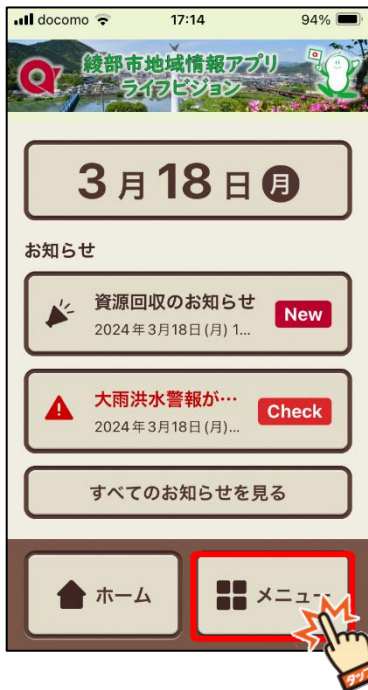 docomo 17:14 94%
綾部市地域情報アプリ
ライフビジョン
3月18日 月
お知らせ
資源回収のお知らせ
New
2024年3月18日(月) 1...
大雨洪水警報が…
Check
2024年3月18日(月)...
すべてのお知らせを見る
ホーム
メニュー
タップ